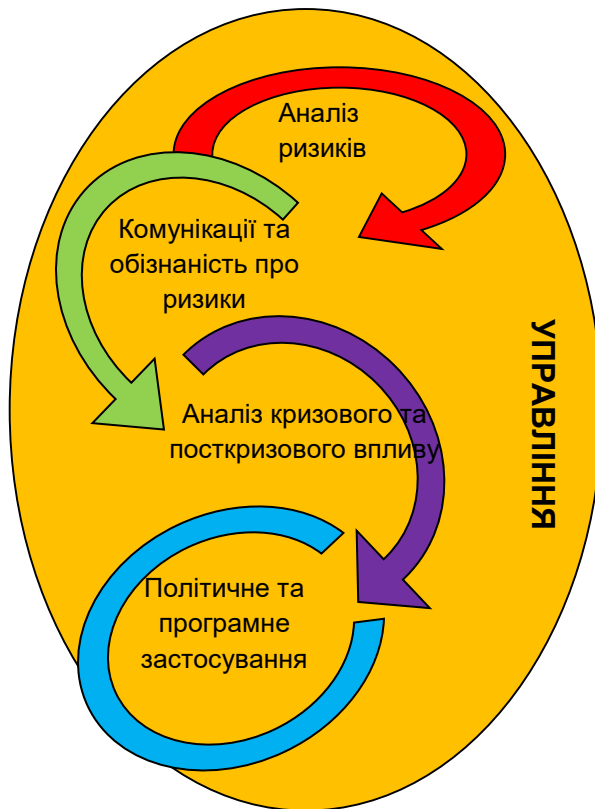 Аналіз
ризиків
Комунікації та
обізнаність про
ризики
УПРАВЛІННЯ
Аналіз кризового та
посткризового впливу
Політичне та
програмне
застосування